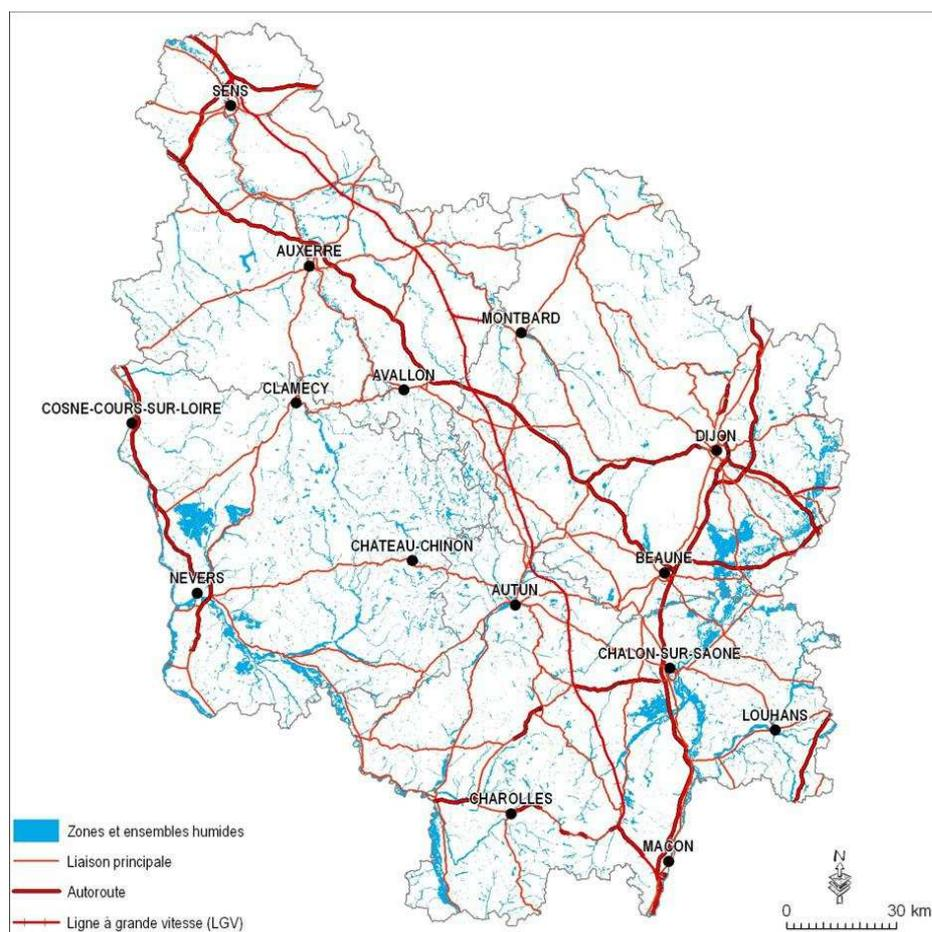 SENS
AUXERRE
MONTBARD
AVALLON
CLAMECY
COSNE-COURS-SUR-LOIRE
DIJON
CHATEAU-CHINON
BEAUNE
NEVERS
AUTUN
CHALON-SUR-SAONE
LOUHANS
CHAROLLES
MACON
Zones et ensembles humides
Liaison principale
Autoroute
Ligne à grande vitesse (LGV)
N
0 30 km